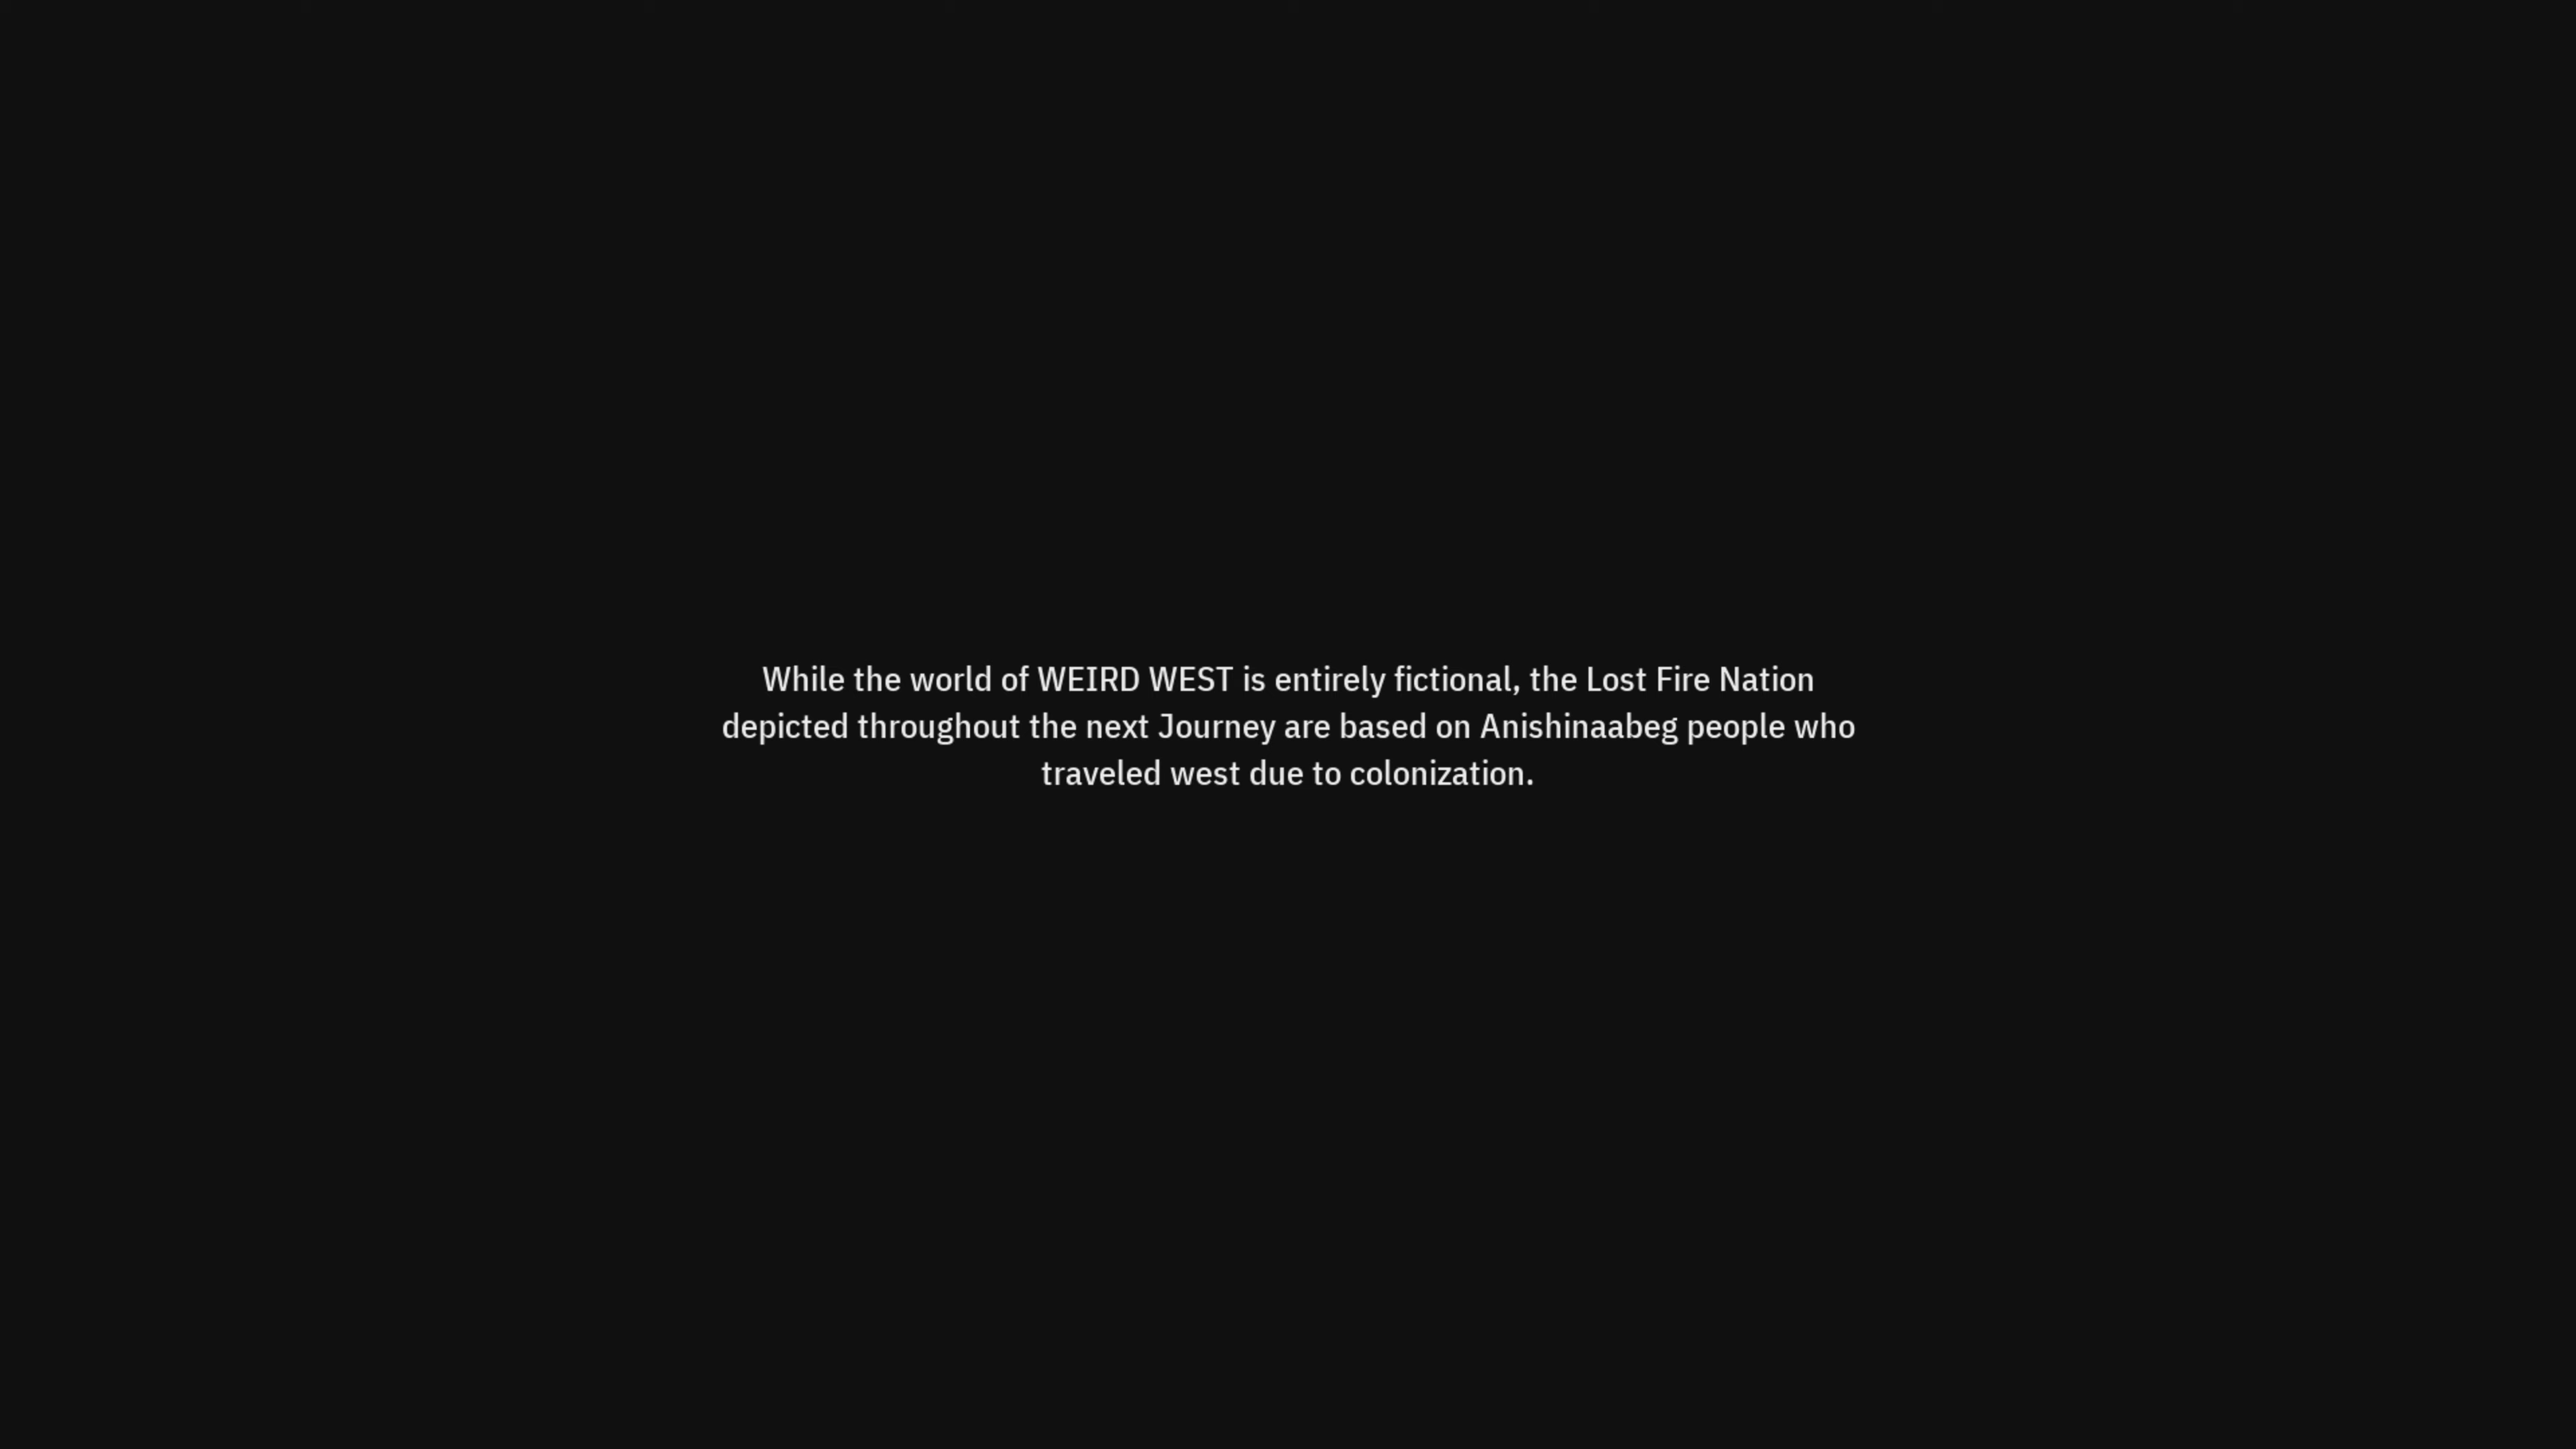 While the world of WEIRD WEST is entirely fictional, the Lost Fire Nation
depicted throughout the next Journey are based on Anishinaabeg people who
traveled west due to colonization.